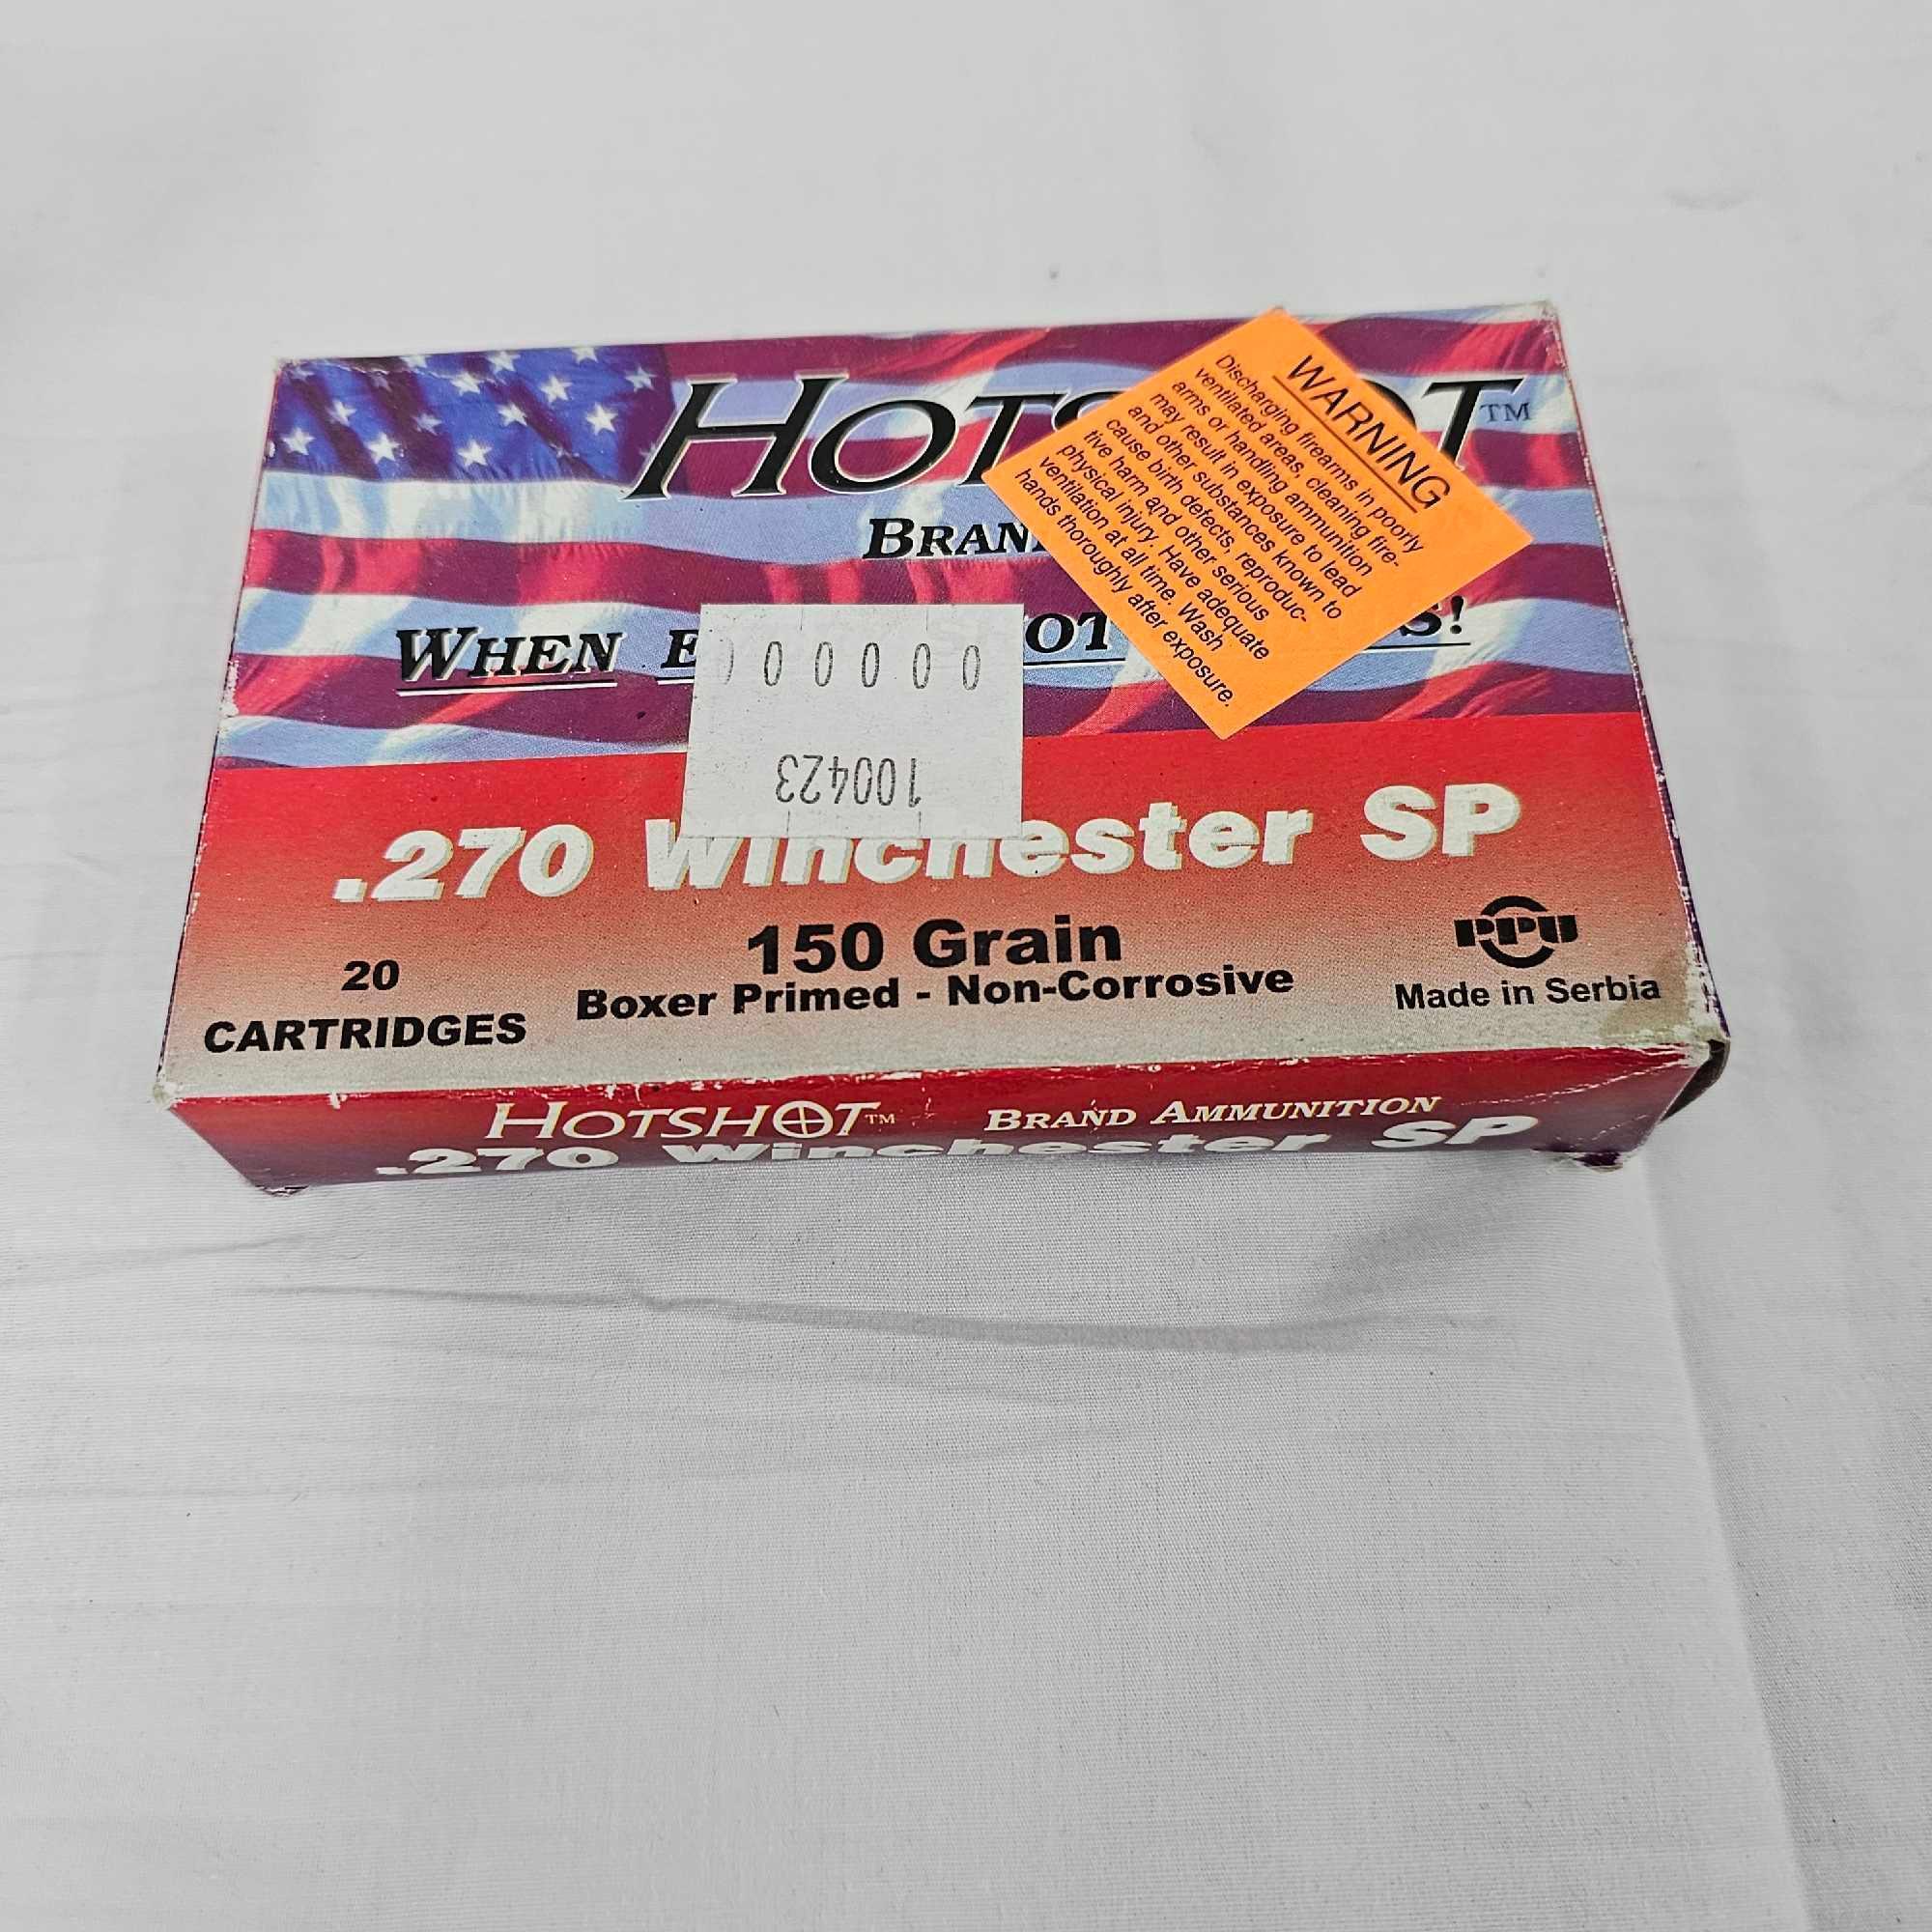 HOTS T™
BRAN
WHEN E OT S!
WARNING
Discharging firearms in poorly
ventilated areas, cleaning fire-
arms or handling ammunition
may result in exposure to lead
and other substances known to
cause birth defects, reproduc-
tive harm and other serious
physical injury. Have adequate
ventilation at all time. Wash
hands thoroughly after exposure.
00000
100423
.270 Winchester SP
150 Grain
Boxer Primed - Non-Corrosive
20
CARTRIDGES
PPU
Made in Serbia
HOTSHOT™ BRAND AMMUNITION
.270 Winchester SP